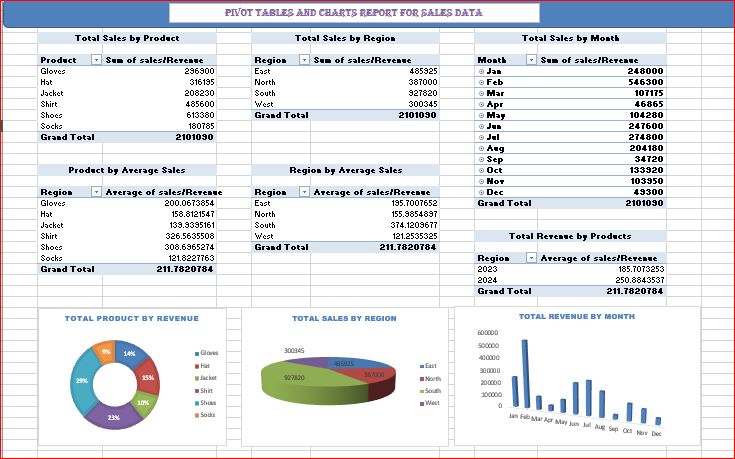 PIVOT TABLES AND CHARTS REPORT FOR SALES DATA
Total Sales by Product
Product Sum of sales/Revenue
Gloves 296900
Hat 316195
Jacket 208230
Shirt 485600
Shoes 613380
Socks 180785
Grand Total 2101090
Total Sales by Region
Region Sum of sales/Revenue
East 485925
North 387000
South 927820
West 300345
Grand Total 2101090
Total Sales by Month
Month Sum of sales/Revenue
Jan 248000
Feb 546300
Mar 107175
Apr 46865
May 104280
Jun 247600
Jul 274800
Aug 204180
Sep 34720
Oct 133920
Nov 103950
Dec 49300
Grand Total 2101090
Product by Average Sales
Region Average of sales/Revenue
Gloves 200.0673854
Hat 158.8121547
Jacket 139.9395161
Shirt 326.5635508
Shoes 308.6965274
Socks 121.8227763
Grand Total 211.7820784
Region by Average Sales
Region Average of sales/Revenue
East 195.7007652
North 155.9854897
South 374.1209677
West 121.2535325
Grand Total 211.7820784
Total Revenue by Products
Region Average of sales/Revenue
2023 185.7073253
2024 250.8843537
Grand Total 211.7820784
TOTAL PRODUCT BY REVENUE
9%
14%
15%
10%
23%
29%
Gloves
Hat
Jacket
Shirt
Shoes
Socks
TOTAL SALES BY REGION
300345
485925
387000
927820
East
North
South
West
TOTAL REVENUE BY MONTH
600000
500000
400000
300000
200000
100000
0
Jan Feb Mar Apr May Jun Jul Aug Sep Oct Nov Dec